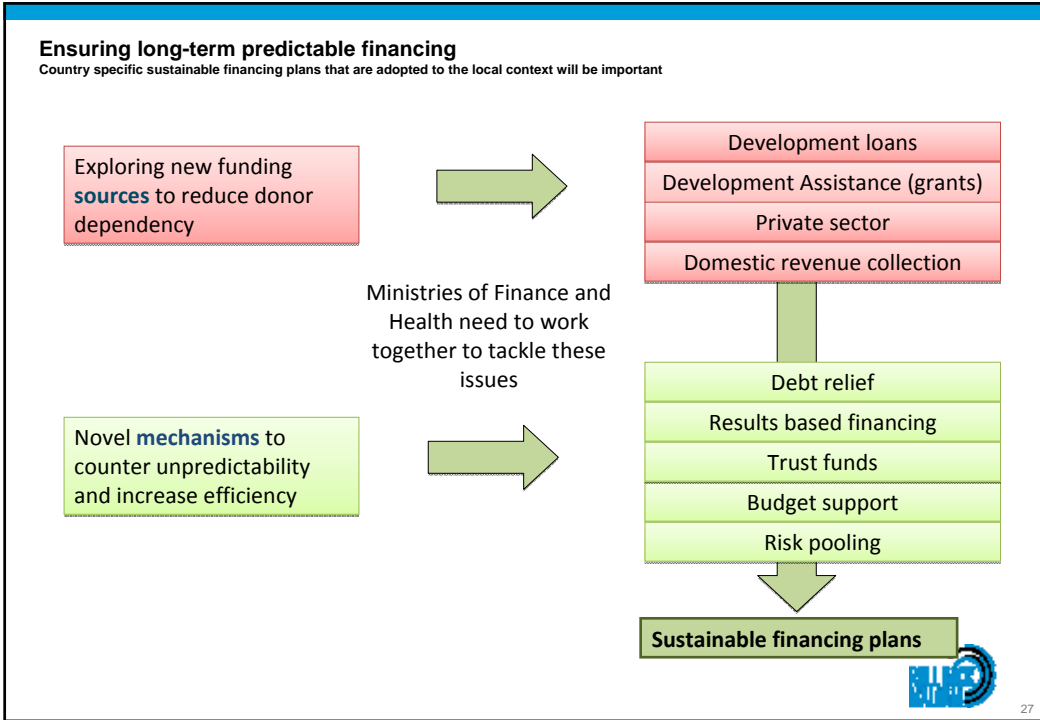 Ensuring long-term predictable financing
Country specific sustainable financing plans that are adopted to the local context will be important
Exploring new funding
sources to reduce donor
dependency
Development loans
Development Assistance (grants)
Private sector
Domestic revenue collection
Ministries of Finance and
Health need to work
together to tackle these
issues
Novel mechanisms to
counter unpredictability
and increase efficiency
Debt relief
Results based financing
Trust funds
Budget support
Risk pooling
Sustainable financing plans
27